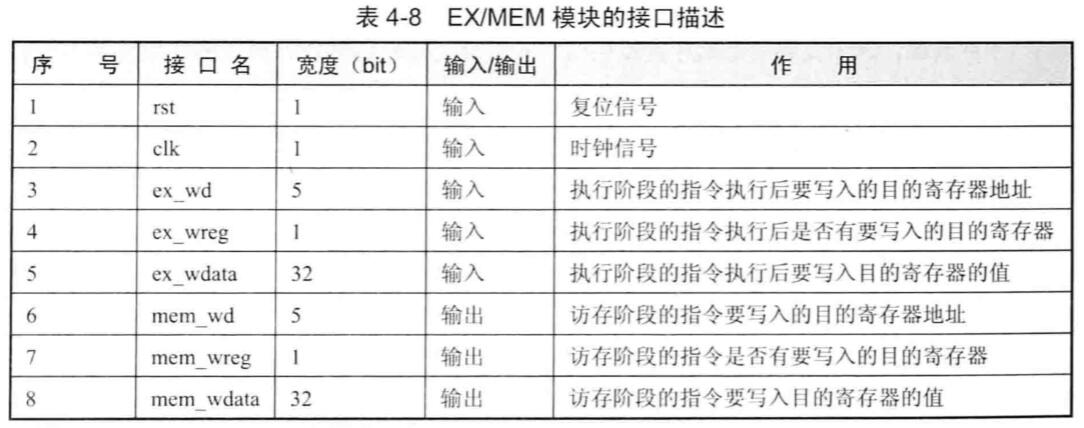 表 4-8 EX/MEM 模块的接口描述
序 号 接 口 名 宽度（bit） 输入/输出 作 用
1 rst 1 输入 复位信号
2 clk 1 输入 时钟信号
3 ex_wd 5 输入 执行阶段的指令执行后要写入的目的寄存器地址
4 ex_wreg 1 输入 执行阶段的指令执行后是否有要写入的目的寄存器
5 ex_wdata 32 输入 执行阶段的指令执行后要写入目的寄存器的值
6 mem_wd 5 输出 访存阶段的指令要写入的目的寄存器地址
7 mem_wreg 1 输出 访存阶段的指令是否有要写入的目的寄存器
8 mem_wdata 32 输出 访存阶段的指令要写入目的寄存器的值